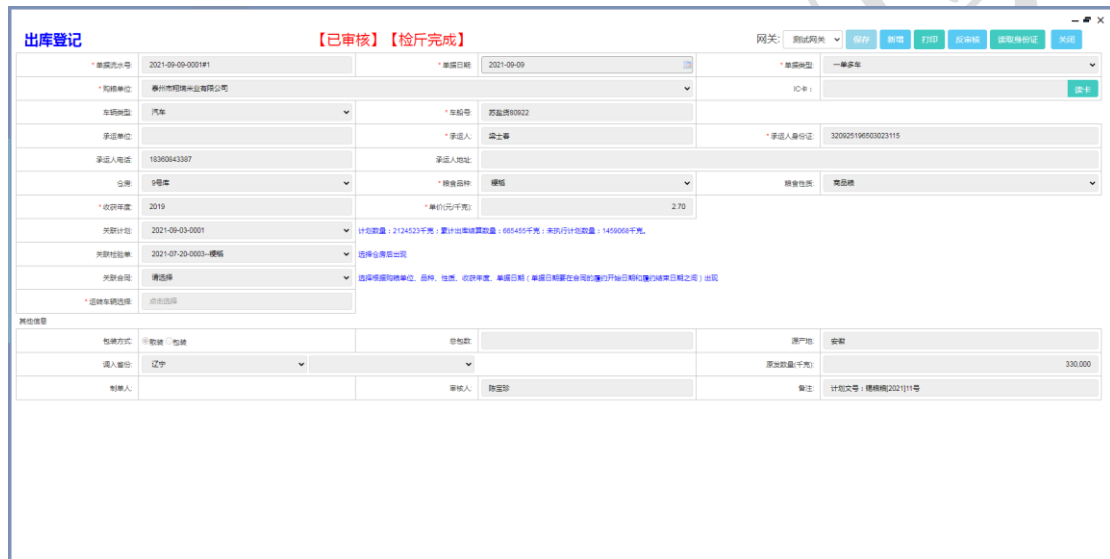 出库登记 【已审核】【检斤完成】 网关: 测试网关 保存 新增 打印 反审核 读取身份证 关闭
* 单据流水号: 2021-09-09-0001#1 * 单据日期: 2021-09-09 * 单据类型: 一单多车
* 购粮单位: 泰州市翔瑞米业有限公司 IC卡: 读卡
车辆类型: 汽车 * 车船号: 苏盐货80922
承运单位: * 承运人: 梁士春 * 承运人身份证: 320925196503023115
承运人电话: 18360843387 承运人地址:
仓房: 9号库 * 粮食品种: 粳稻 粮食性质: 商品粮
* 收获年度: 2019 * 单价(元/千克): 2.70
关联计划: 2021-09-03-0001 计划数量:2124523千克;累计出库结算数量:665455千克;未执行计划数量:1459068千克。
关联检验单: 2021-07-20-0003--粳稻 选择仓房后出现
关联合同: 请选择 选择根据购粮单位、品种、性质、收获年度、单据日期(单据日期要在合同的履约开始日期和履约结束日期之间)出现
* 运转车辆选择: 点击选择
其他信息
包装方式: 散装 包装 总包数: 源产地: 安徽
调入省份: 辽宁 原发数量(千克): 330,000
制单人: 审核人: 陈宝珍 备注: 计划文号:穗粮粮[2021]11号